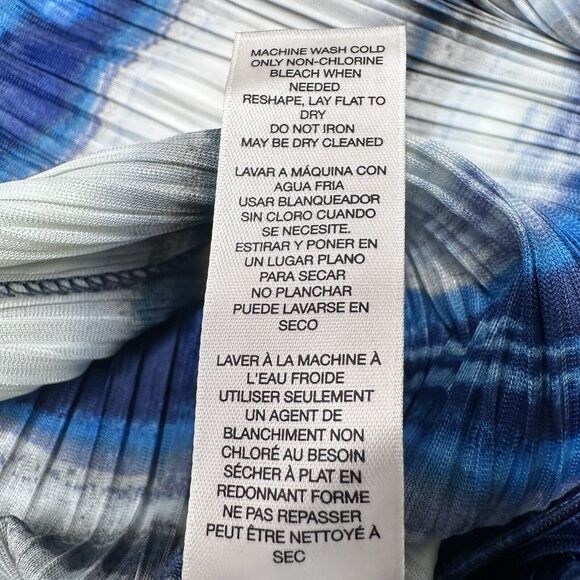 MACHINE WASH COLD
ONLY NON-CHLORINE
BLEACH WHEN
NEEDED
RESHAPE, LAY FLAT TO
DRY
DO NOT IRON
MAY BE DRY CLEANED
LAVAR A MÁQUINA CON
AGUA FRIA
USAR BLANQUEADOR
SIN CLORO CUANDO
SE NECESITE.
ESTIRAR Y PONER EN
UN LUGAR PLANO
PARA SECAR
NO PLANCHAR
PUEDE LAVARSE EN
SECO
LAVER À LA MACHINE À
L'EAU FROIDE
UTILISER SEULEMENT
UN AGENT DE
BLANCHIMENT NON
CHLORÉ AU BESOIN
SÉCHER À PLAT EN
REDONNANT FORME
NE PAS REPASSER
PEUT ÊTRE NETTOYÉ À
SEC